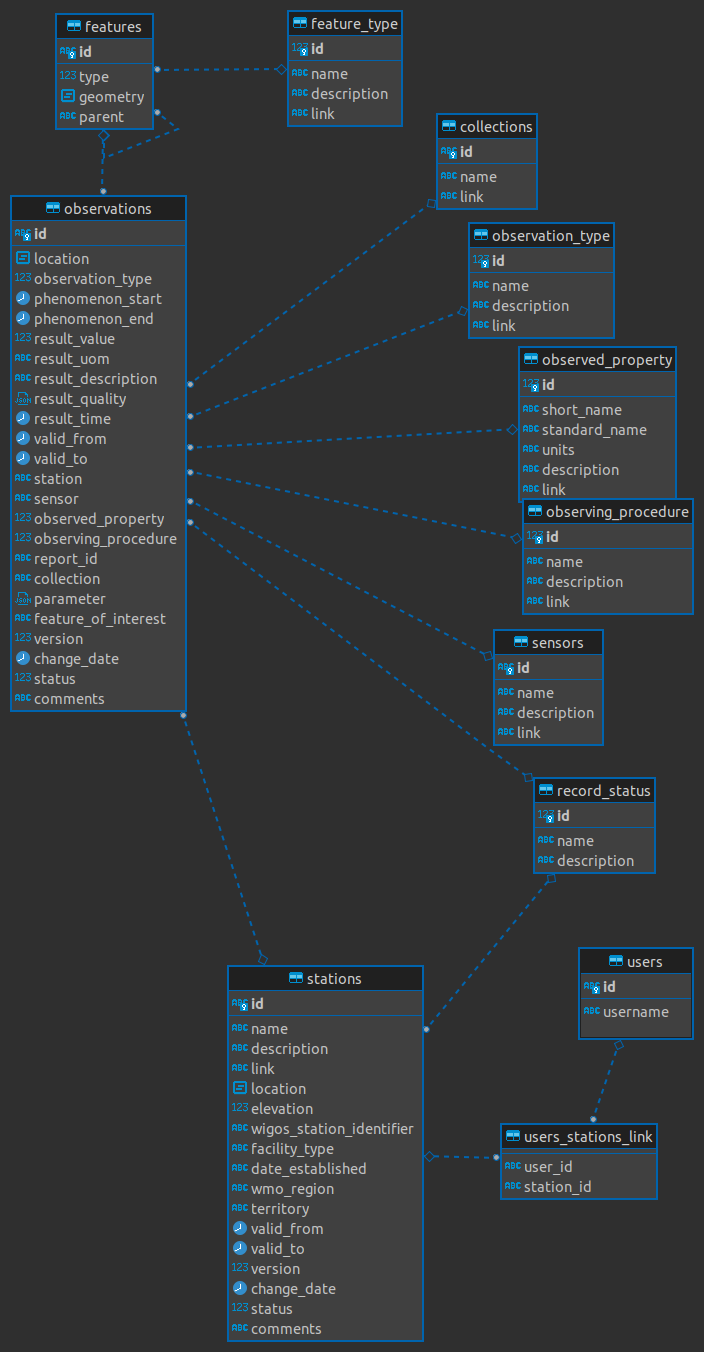 features
id
type
geometry
parent
feature_type
id
name
description
link
collections
id
name
link
observations
id
location
observation_type
phenomenon_start
phenomenon_end
result_value
result_uom
result_description
result_quality
result_time
valid_from
valid_to
station
sensor
observed_property
observing_procedure
report_id
collection
parameter
feature_of_interest
version
change_date
status
comments
observation_type
id
name
description
link
observed_property
id
short_name
standard_name
units
description
link
observing_procedure
id
name
description
link
sensors
id
name
description
link
record_status
id
name
description
users
id
username
stations
id
name
description
link
location
elevation
wigos_station_identifier
facility_type
date_established
wmo_region
territory
valid_from
valid_to
version
change_date
status
comments
users_stations_link
user_id
station_id